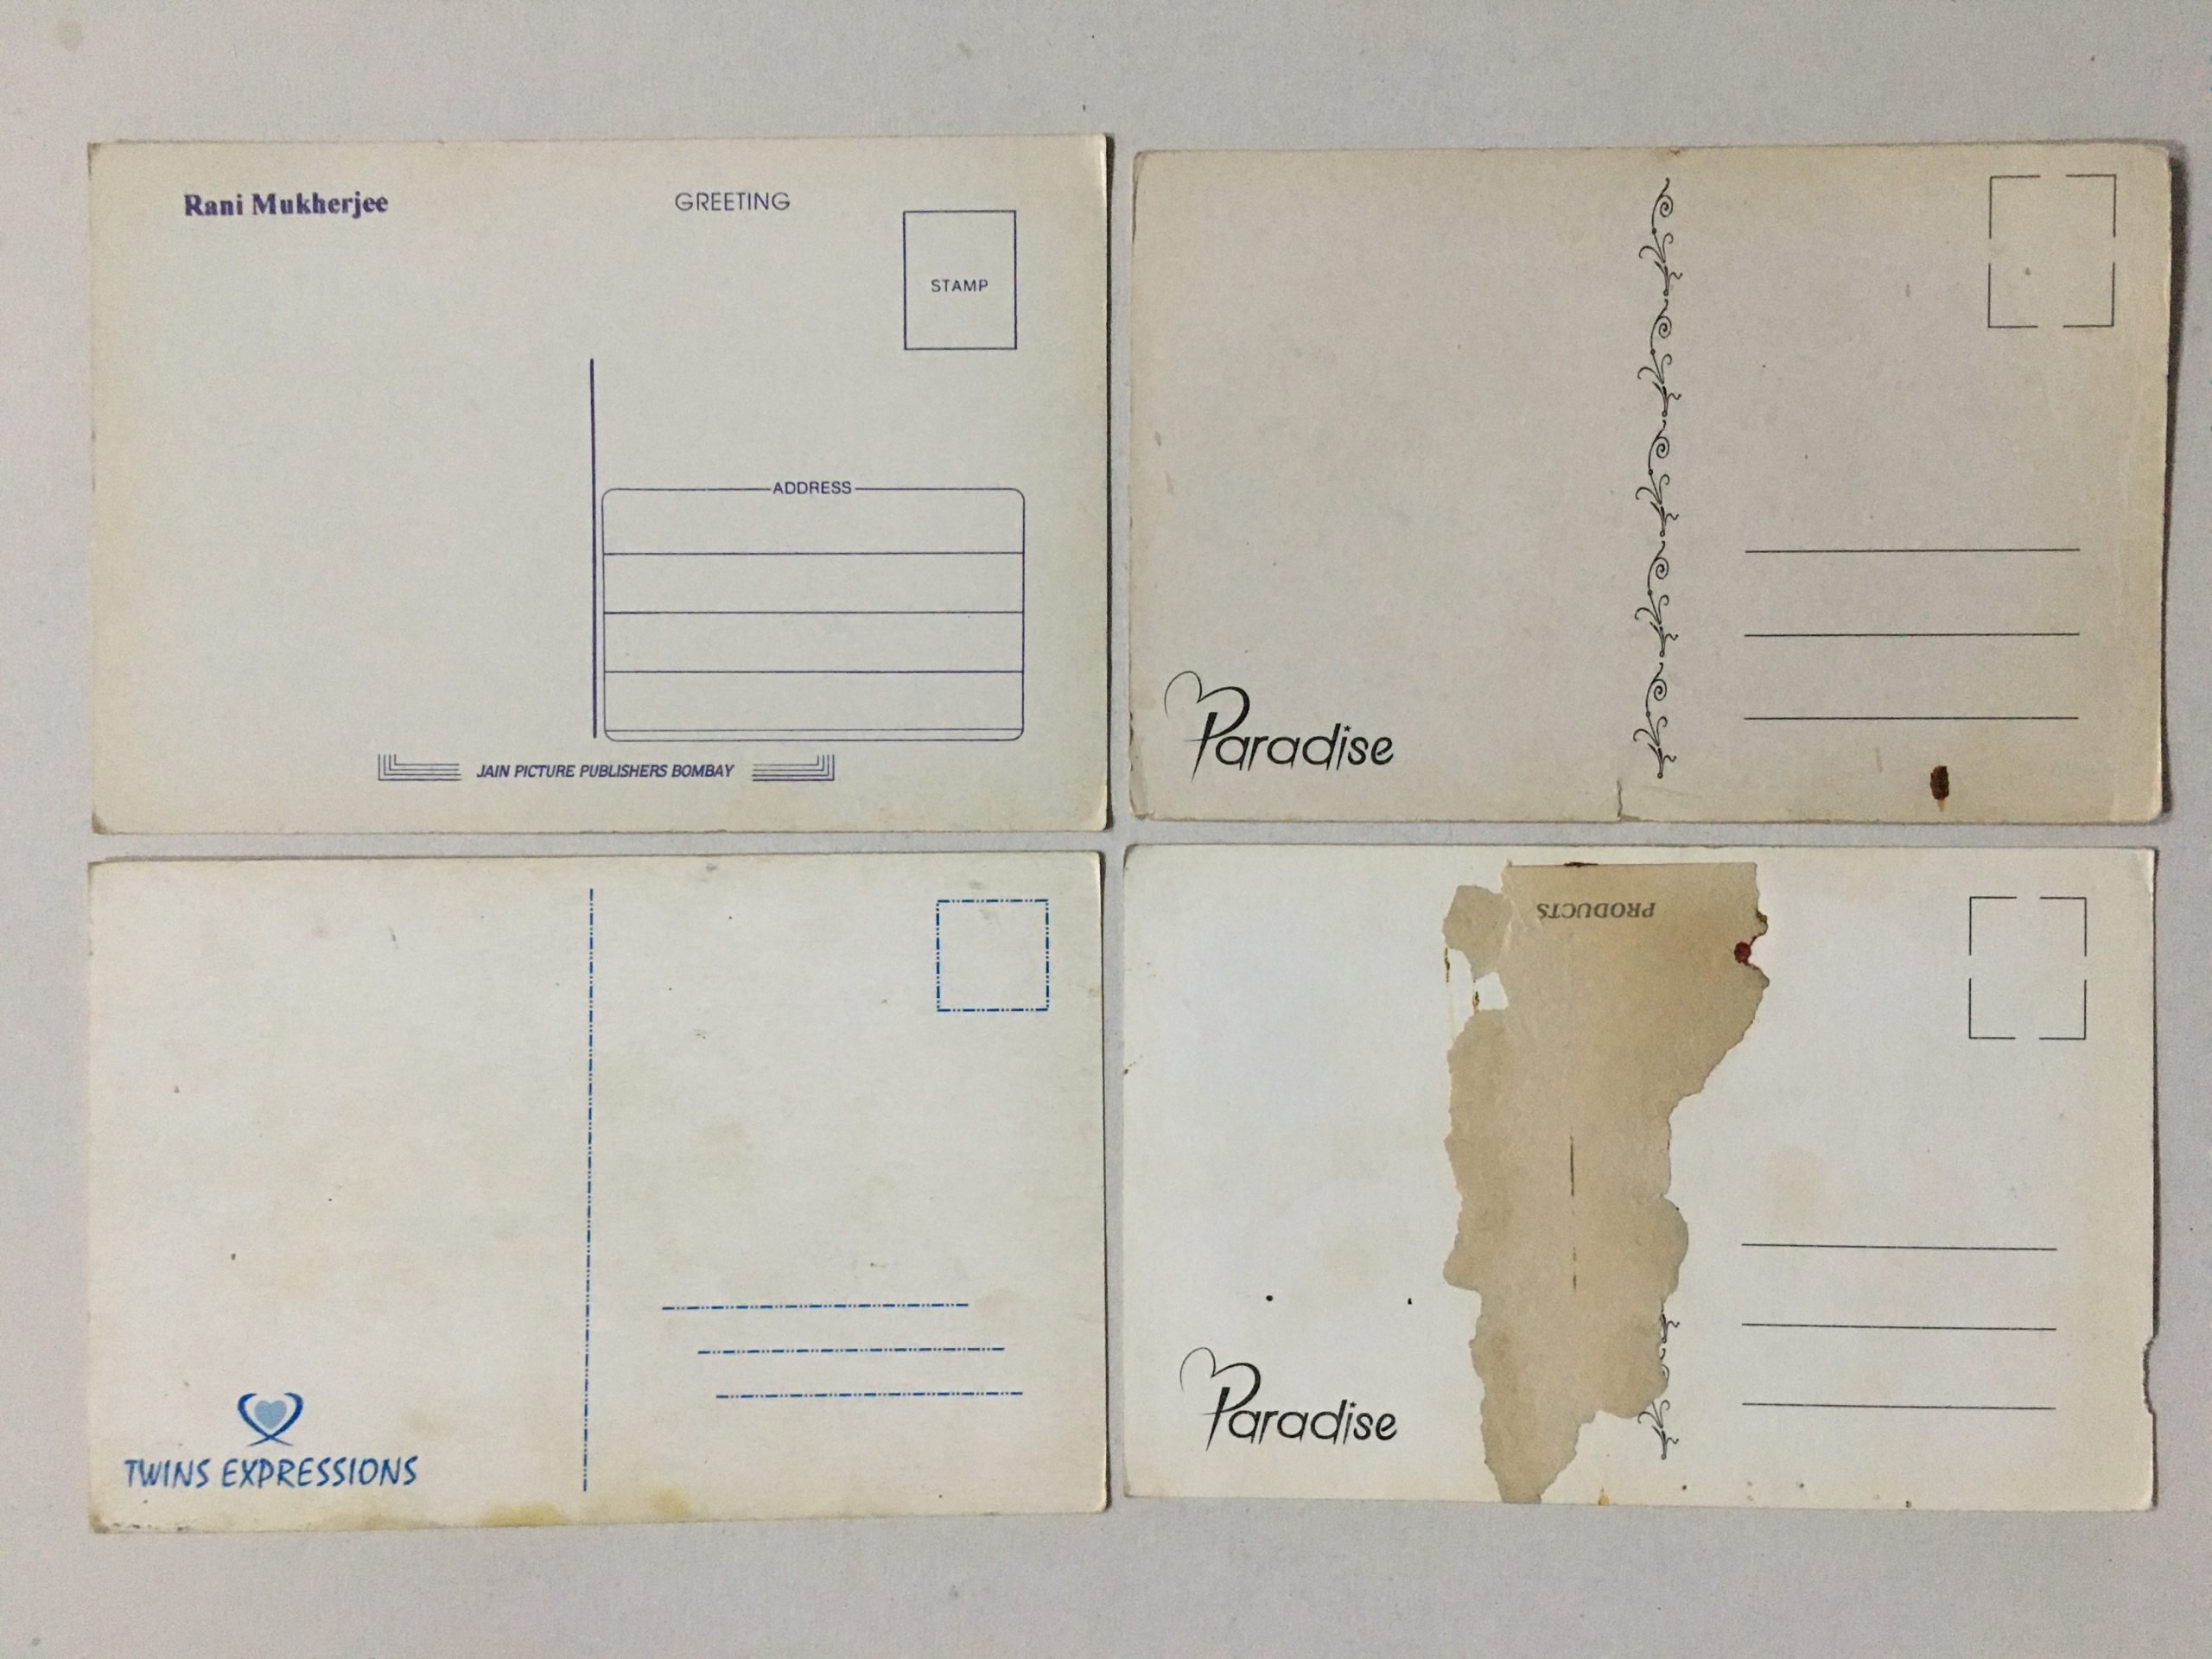 Rani Mukherjee
GREETING
STAMP
ADDRESS
JAIN PICTURE PUBLISHERS BOMBAY
Paradise
TWINS EXPRESSIONS
PRODUCTS
Paradise